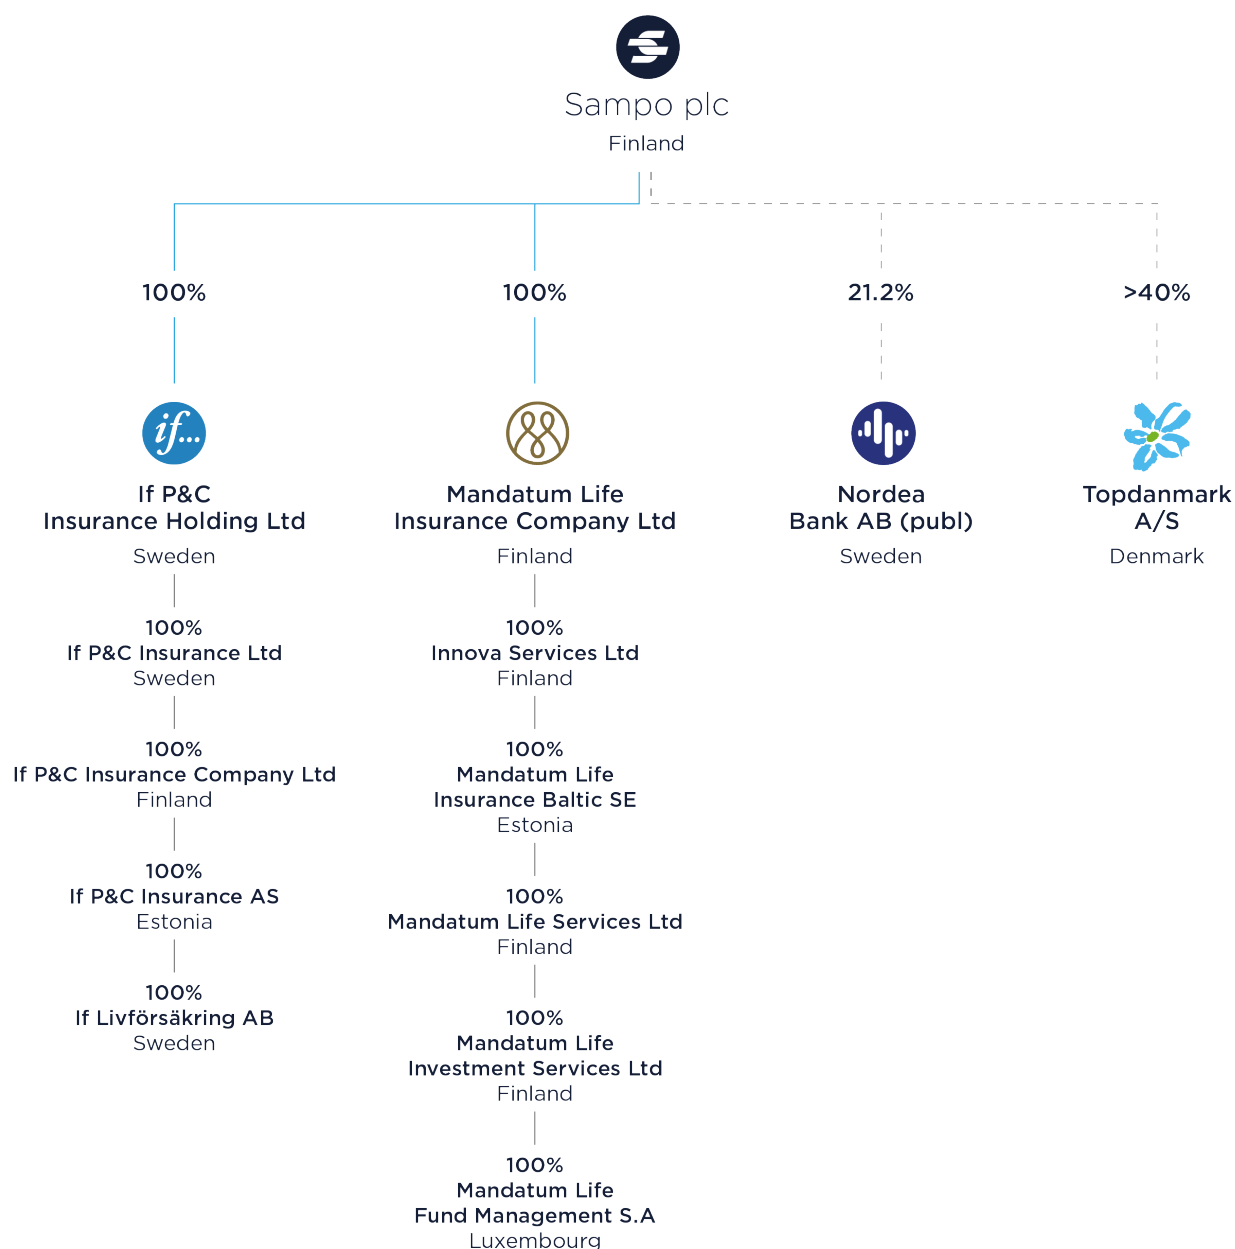 Sampo plc
Finland
100%
100%
21.2%
>40%
if...
If P&C
Insurance Holding Ltd
Sweden
100%
If P&C Insurance Ltd
Sweden
100%
If P&C Insurance Company Ltd
Finland
100%
If P&C Insurance AS
Estonia
100%
If Livförsäkring AB
Sweden
Mandatum Life
Insurance Company Ltd
Finland
100%
Innova Services Ltd
Finland
100%
Mandatum Life
Insurance Baltic SE
Estonia
100%
Mandatum Life Services Ltd
Finland
100%
Mandatum Life
Investment Services Ltd
Finland
100%
Mandatum Life
Fund Management S.A
Luxembourg
Nordea
Bank AB (publ)
Sweden
Topdanmark
A/S
Denmark